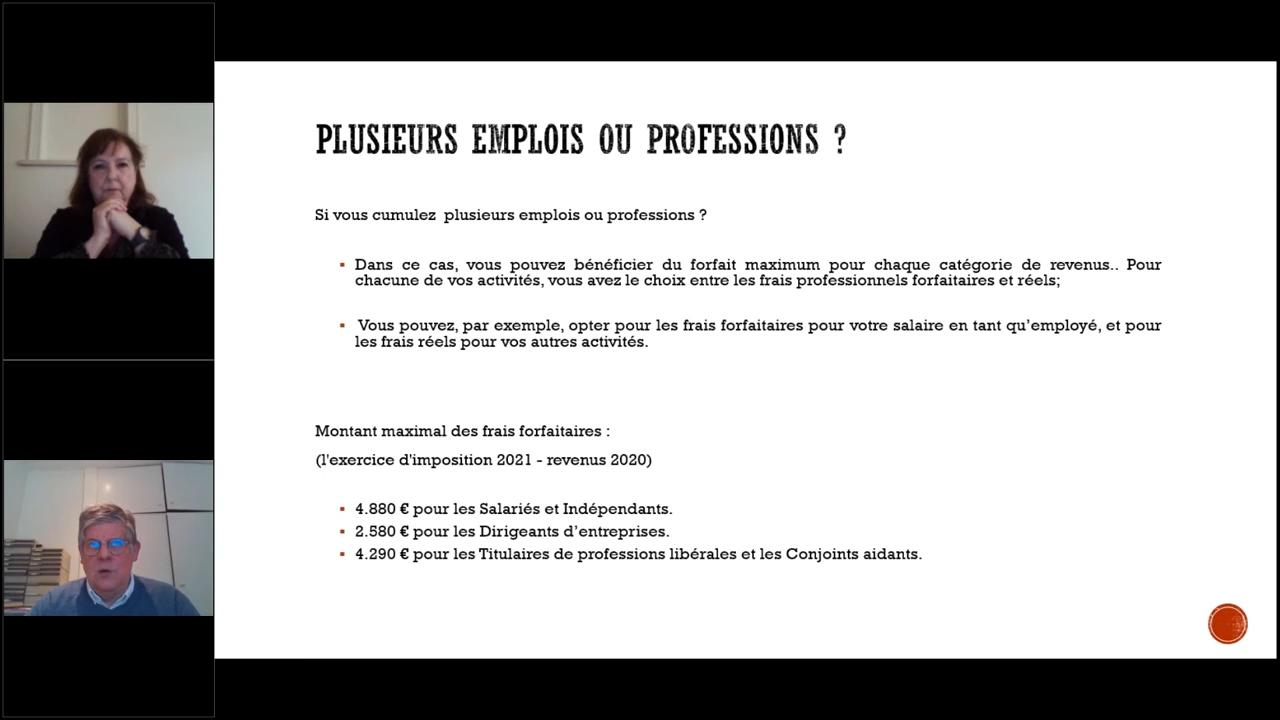 PLUSIEURS EMPLOIS OU PROFESSIONS ?
Si vous cumulez  plusieurs emplois ou professions ?
▪ Dans ce cas, vous pouvez bénéficier du forfait maximum pour chaque catégorie de revenus.. Pour
chacune de vos activités, vous avez le choix entre les frais professionnels forfaitaires et réels;
▪ Vous pouvez, par exemple, opter pour les frais forfaitaires pour votre salaire en tant qu’employé, et pour
les frais réels pour vos autres activités.
Montant maximal des frais forfaitaires :
(l'exercice d'imposition 2021 - revenus 2020)
▪ 4.880 € pour les Salariés et Indépendants.
▪ 2.580 € pour les Dirigeants d’entreprises.
▪ 4.290 € pour les Titulaires de professions libérales et les Conjoints aidants.